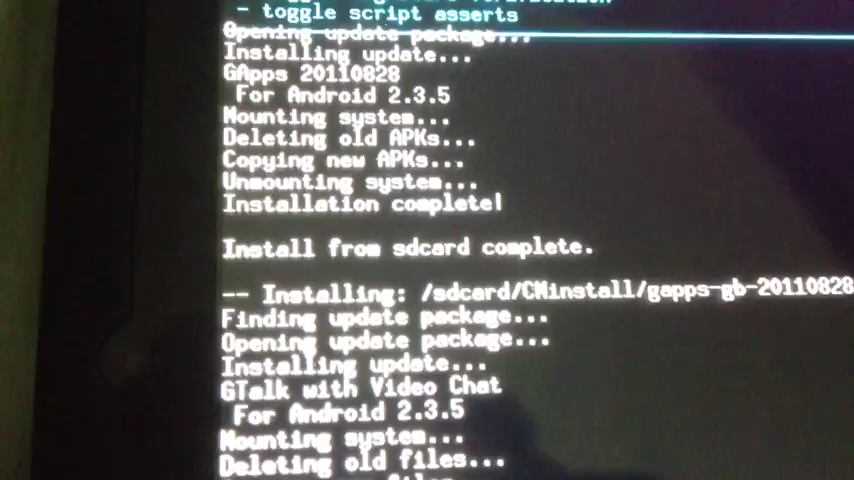 - toggle script asserts
Opening update package...
Installing update...
GApps 20110828
For Android 2.3.5
Mounting system...
Deleting old APKs...
Copying new APKs...
Unmounting system...
Installation complete!
Install from sdcard complete.
-- Installing: /sdcard/CMinstall/gapps-gb-20110828
Finding update package...
Opening update package...
Installing update...
GTalk with Video Chat
For Android 2.3.5
Mounting system...
Deleting old files...